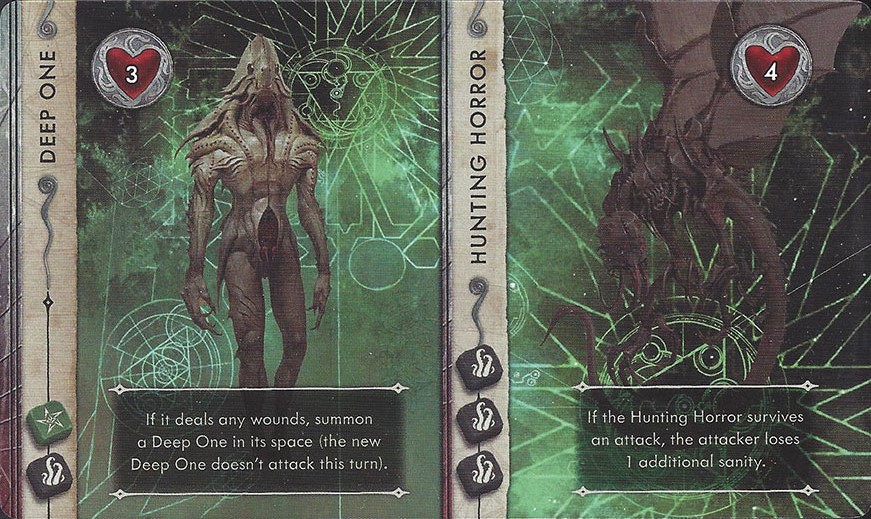 DEEP ONE
3
If it deals any wounds, summon
a Deep One in its space (the new
Deep One doesn't attack this turn).
HUNTING HORROR
4
If the Hunting Horror survives
an attack, the attacker loses
1 additional sanity.